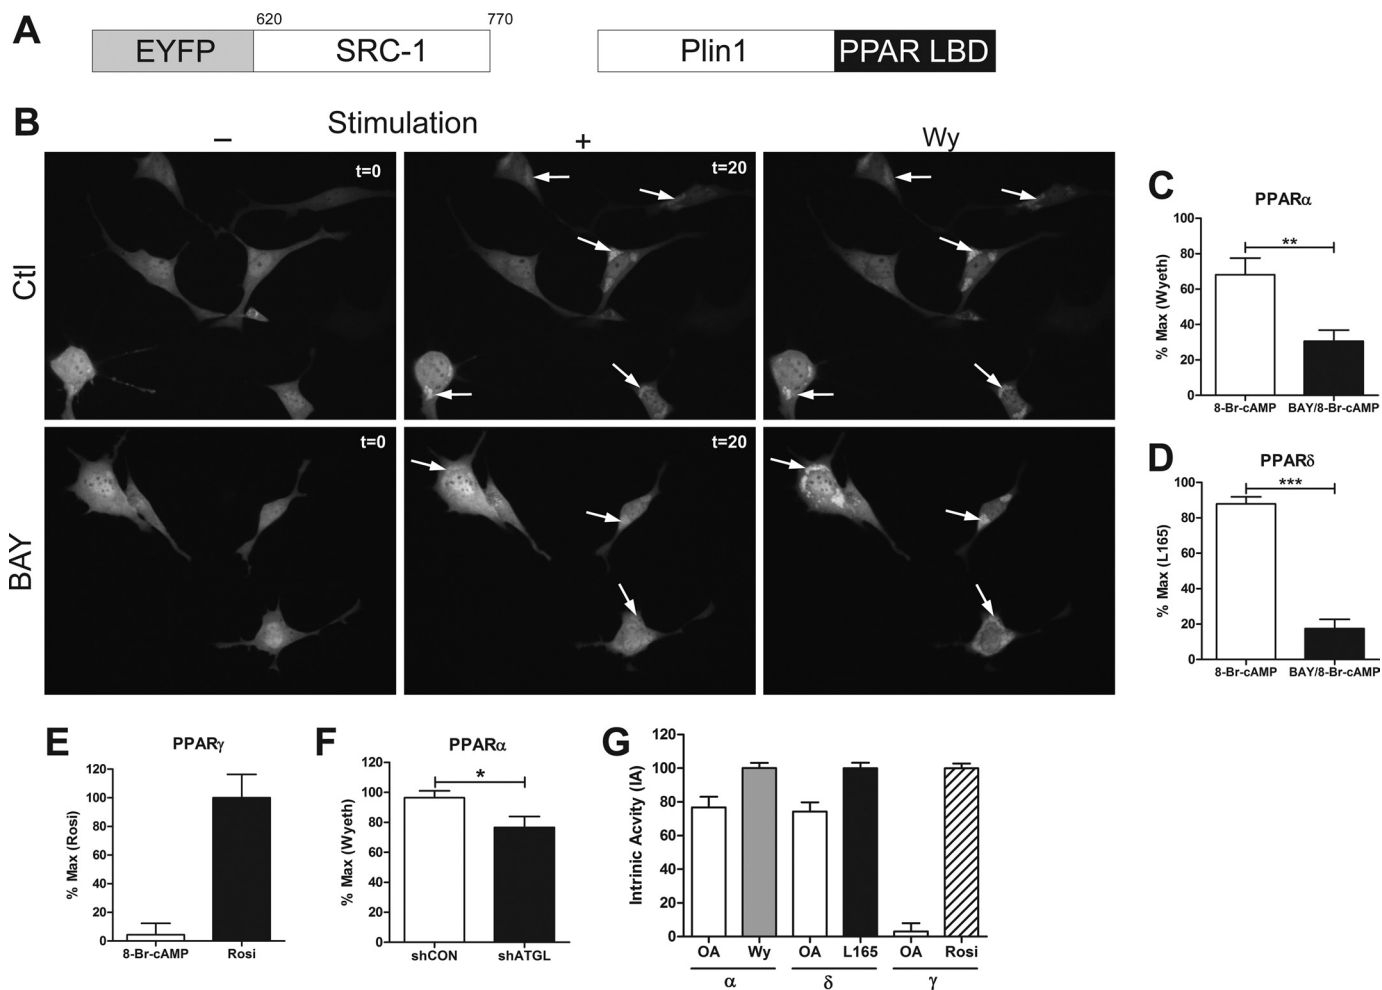 A
EYFP
620
SRC-1
770
Plin1
PPAR LBD
B
Stimulation
–
+
Wy
Ctl
t=0
t=20
BAY
t=0
t=20
C
PPARα
% Max (Wyeth)
100
80
60
40
20
0
**
8-Br-cAMP
BAY/8-Br-cAMP
D
PPARδ
% Max (L165)
100
80
60
40
20
0
***
8-Br-cAMP
BAY/8-Br-cAMP
E
PPARγ
% Max (Rosi)
120
100
80
60
40
20
0
8-Br-cAMP
Rosi
F
PPARα
% Max (Wyeth)
120
100
80
60
40
20
0
*
shCON
shATGL
G
Intrinic Acvity (IA)
120
100
80
60
40
20
0
OA
Wy
OA
L165
OA
Rosi
α
δ
γ